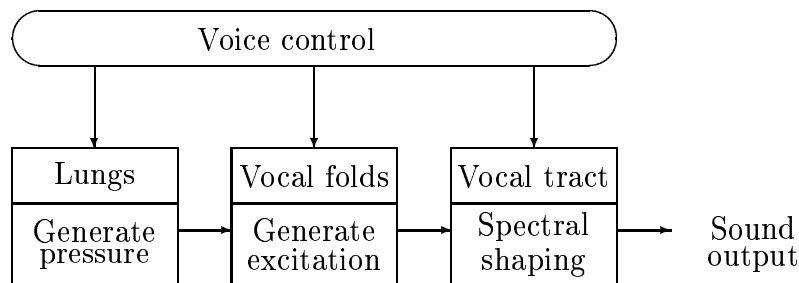 Voice control
Lungs
Generate
pressure
Vocal folds
Generate
excitation
Vocal tract
Spectral
shaping
Sound
output